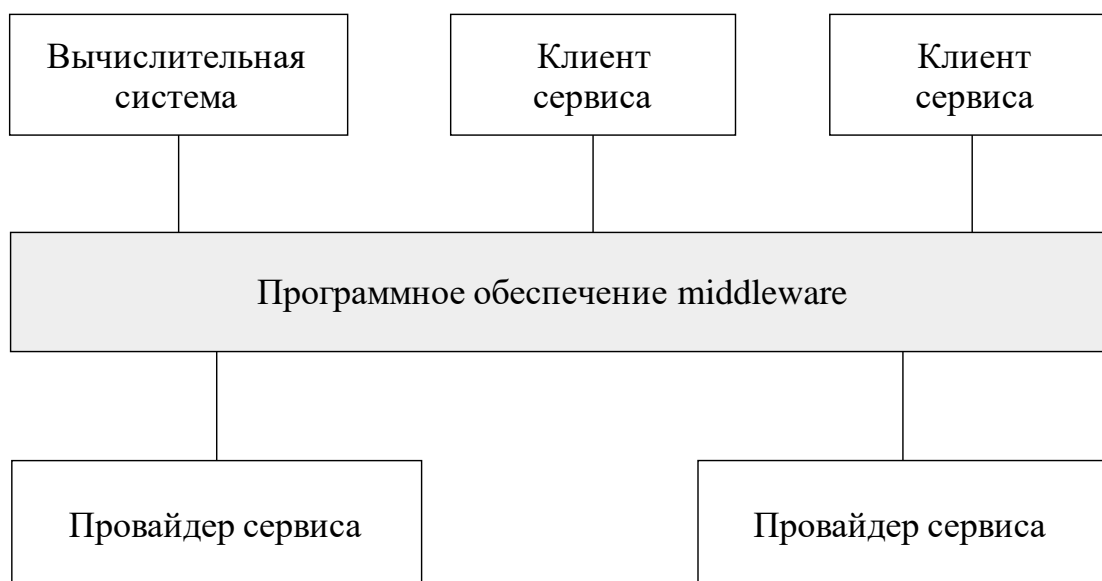 Вычислительная
система
Клиент
сервиса
Клиент
сервиса
Программное обеспечение middleware
Провайдер сервиса
Провайдер сервиса